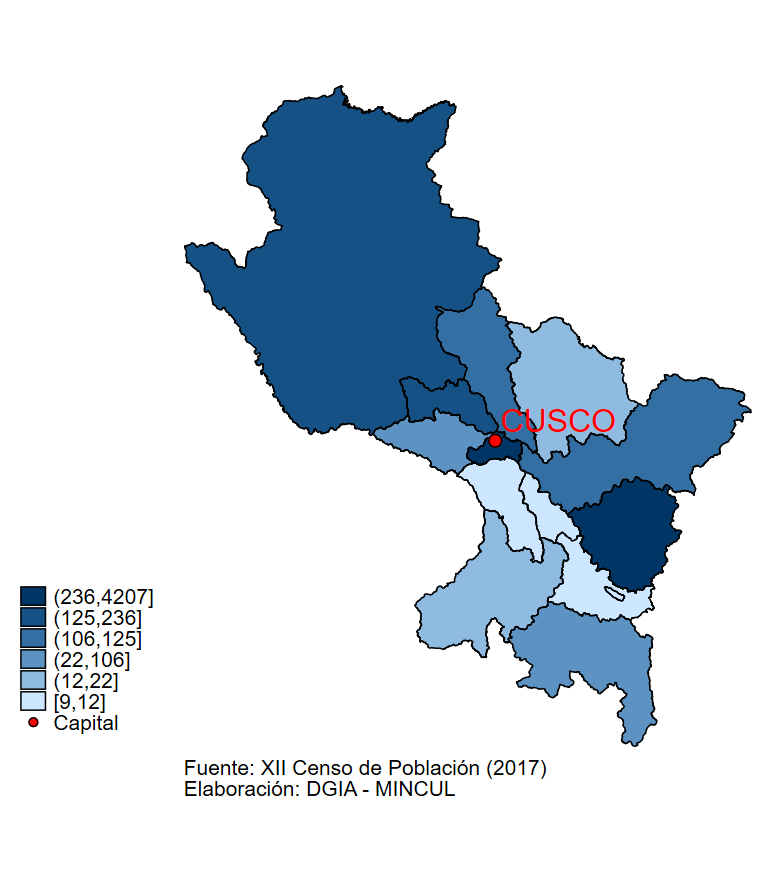 CUSCO
(236,4207]
(125,236]
(106,125]
(22,106]
(12,22]
[9,12]
Capital
Fuente: XII Censo de Población (2017)
Elaboración: DGIA - MINCUL